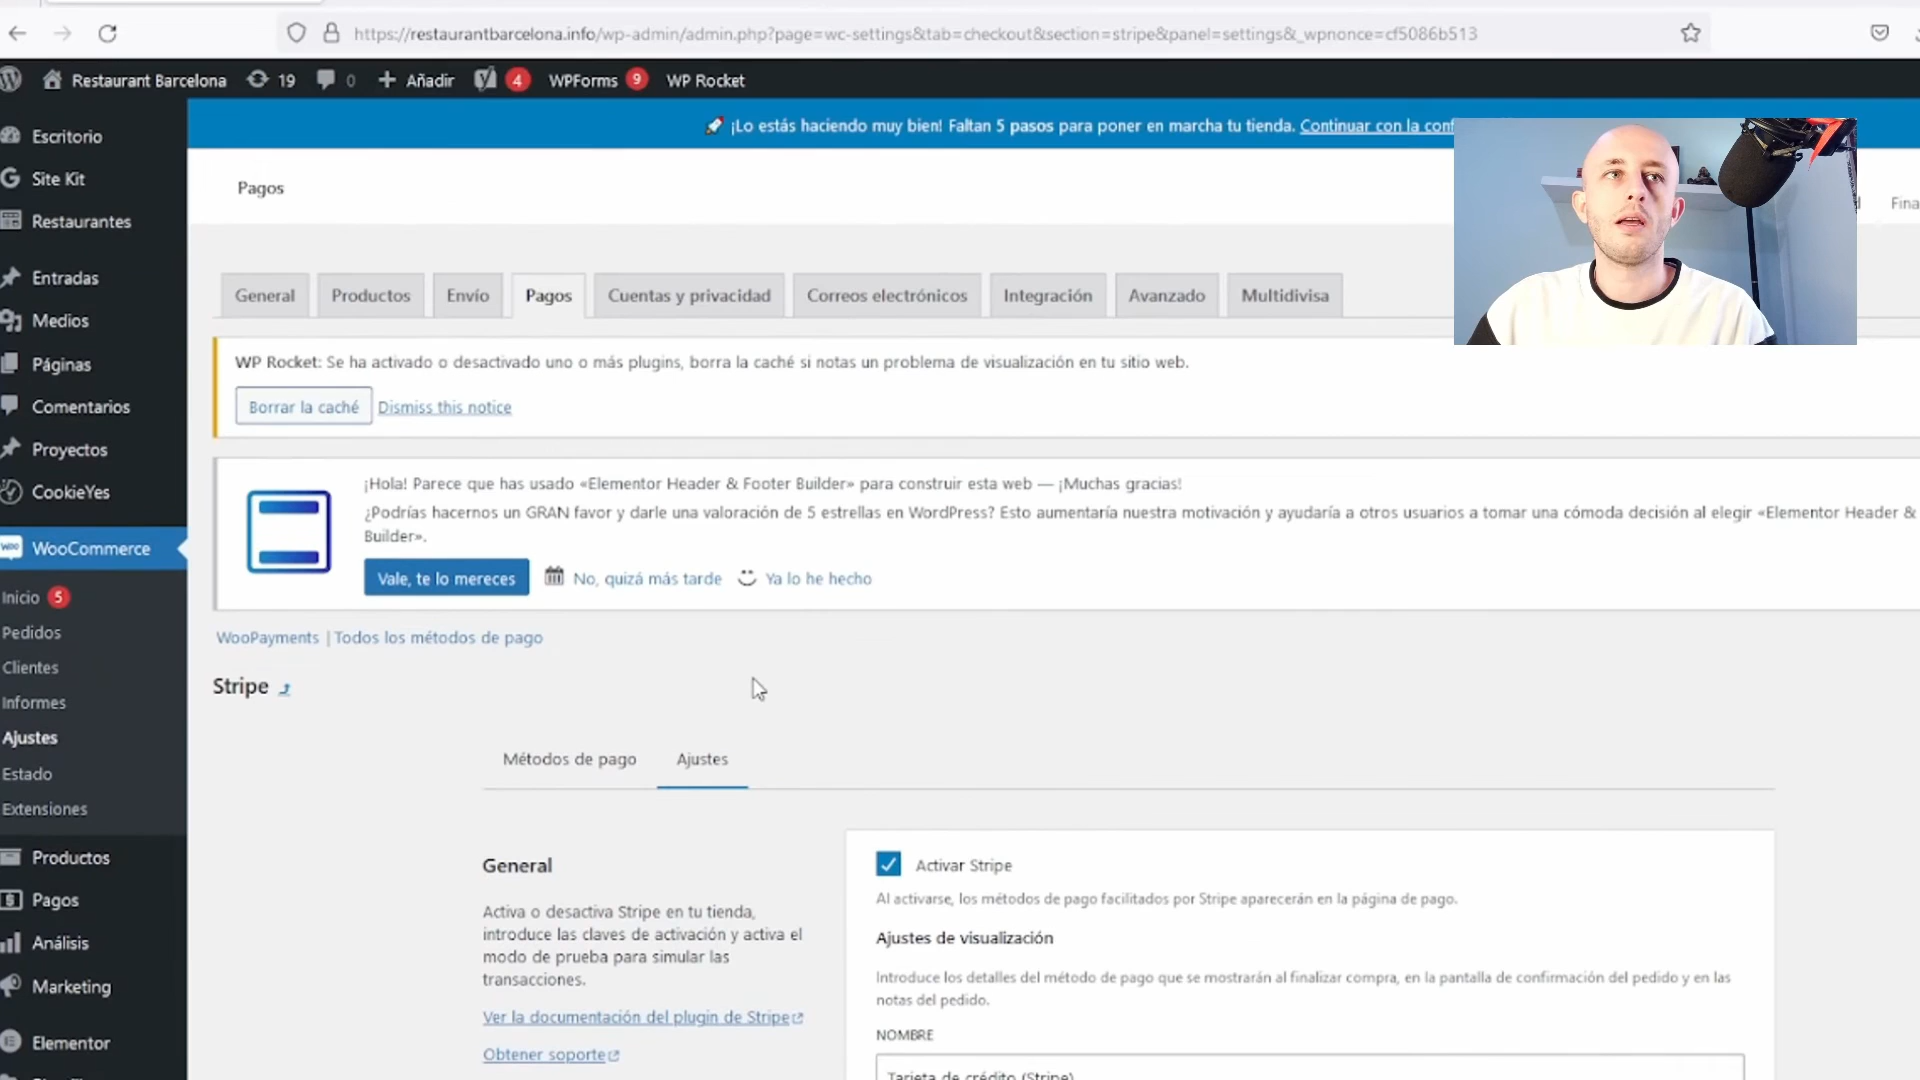 https://restaurantbarcelona.info/wp-admin/admin.php?page=wc-settings&tab=checkout&section=stripe&panel=settings&_wpnonce=cf5086b513
Restaurant Barcelona 19 0 Añadir 4 WPForms 9 WP Rocket
¡Lo estás haciendo muy bien! Faltan 5 pasos para poner en marcha tu tienda. Continuar con la conf
Pagos
General
Productos
Envío
Pagos
Cuentas y privacidad
Correos electrónicos
Integración
Avanzado
Multidivisa
WP Rocket: Se ha activado o desactivado uno o más plugins, borra la caché si notas un problema de visualización en tu sitio web.
Borrar la caché Dismiss this notice
¡Hola! Parece que has usado «Elementor Header & Footer Builder» para construir esta web — ¡Muchas gracias!
¿Podrías hacernos un GRAN favor y darle una valoración de 5 estrellas en WordPress? Esto aumentaría nuestra motivación y ayudaría a otros usuarios a tomar una cómoda decisión al elegir «Elementor Header &
Builder».
Vale, te lo mereces No, quizá más tarde Ya lo he hecho
WooPayments | Todos los métodos de pago
Stripe
Métodos de pago
Ajustes
General
Activa o desactiva Stripe en tu tienda,
introduce las claves de activación y activa el
modo de prueba para simular las
transacciones.
Ver la documentación del plugin de Stripe
Obtener soporte
Activar Stripe
Al activarse, los métodos de pago facilitados por Stripe aparecerán en la página de pago.
Ajustes de visualización
Introduce los detalles del método de pago que se mostrarán al finalizar compra, en la pantalla de confirmación del pedido y en las
notas del pedido.
NOMBRE
Tarjeta de crédito (Stripe)
Escritorio
Site Kit
Restaurantes
Entradas
Medios
Páginas
Comentarios
Proyectos
CookieYes
WooCommerce
Inicio 5
Pedidos
Clientes
Informes
Ajustes
Estado
Extensiones
Productos
Pagos
Análisis
Marketing
Elementor